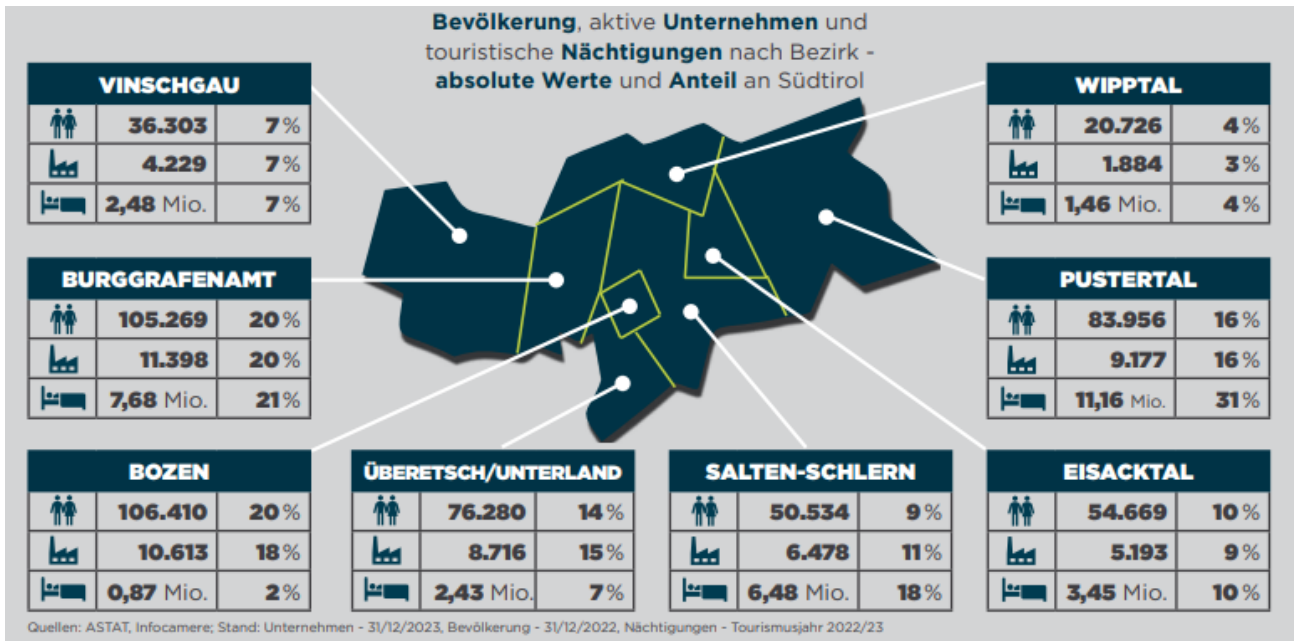 Bevölkerung, aktive Unternehmen und
touristische Nächtigungen nach Bezirk -
absolute Werte und Anteil an Südtirol
VINSCHGAU
36.303 7%
4.229 7%
2,48 Mio. 7%
WIPPTAL
20.726 4%
1.884 3%
1,46 Mio. 4%
BURGGRAFENAMT
105.269 20%
11.398 20%
7,68 Mio. 21%
PUSTERTAL
83.956 16%
9.177 16%
11,16 Mio. 31%
BOZEN
106.410 20%
10.613 18%
0,87 Mio. 2%
ÜBERETSCH/UNTERLAND
76.280 14%
8.716 15%
2,43 Mio. 7%
SALTEN-SCHLERN
50.534 9%
6.478 11%
6,48 Mio. 18%
EISACKTAL
54.669 10%
5.193 9%
3,45 Mio. 10%
Quellen: ASTAT, Infocamere; Stand: Unternehmen - 31/12/2023, Bevölkerung - 31/12/2022, Nächtigungen - Tourismusjahr 2022/23